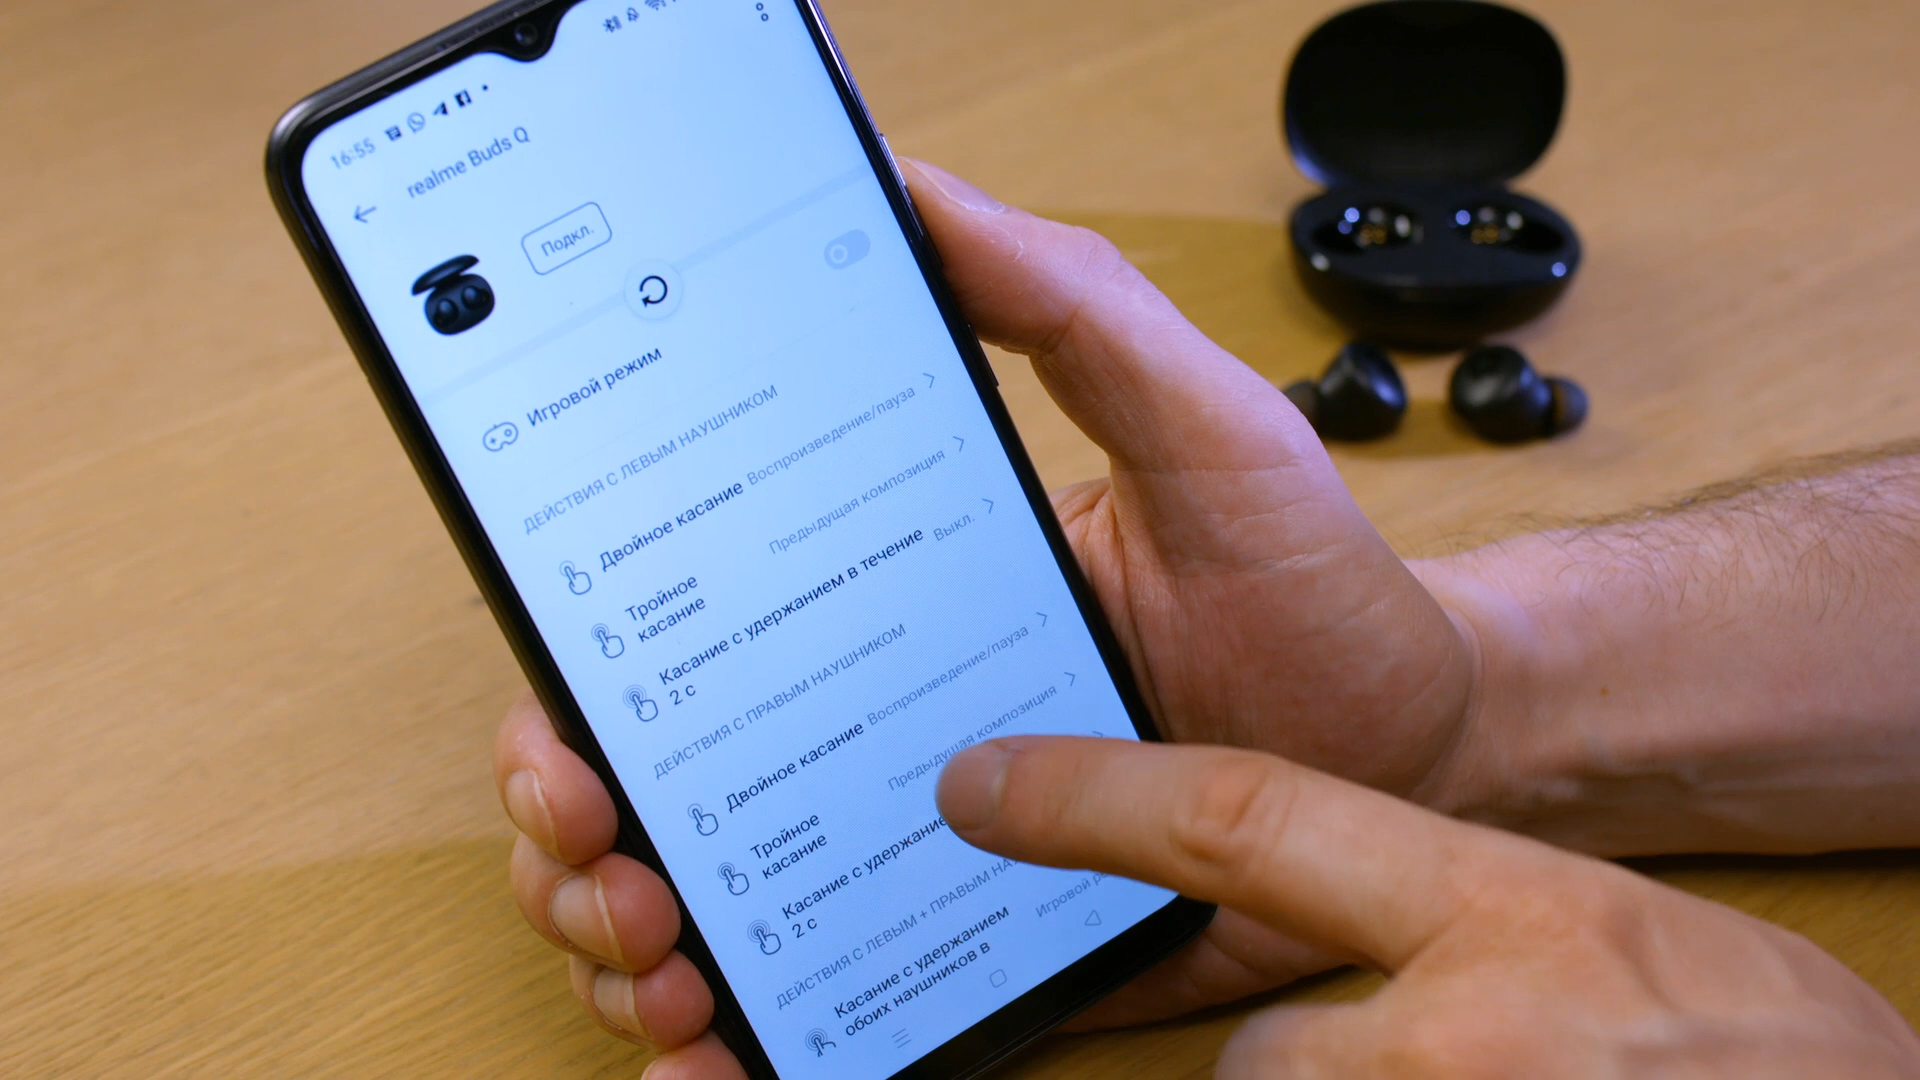 16:55
realme Buds Q
Подкл.
Игровой режим
ДЕЙСТВИЯ С ЛЕВЫМ НАУШНИКОМ
Двойное касание Воспроизведение/пауза
Тройное
касание
Предыдущая композиция
Касание с удержанием в течение
2 с
Выкл.
ДЕЙСТВИЯ С ПРАВЫМ НАУШНИКОМ
Двойное касание Воспроизведение/пауза
Тройное
касание
Предыдущая композиция
Касание с
2 с
ДЕЙСТВИЯ С ЛЕВЫМ + ПРАВЫМ
Касание с удержанием
обоих наушников в
Игровой